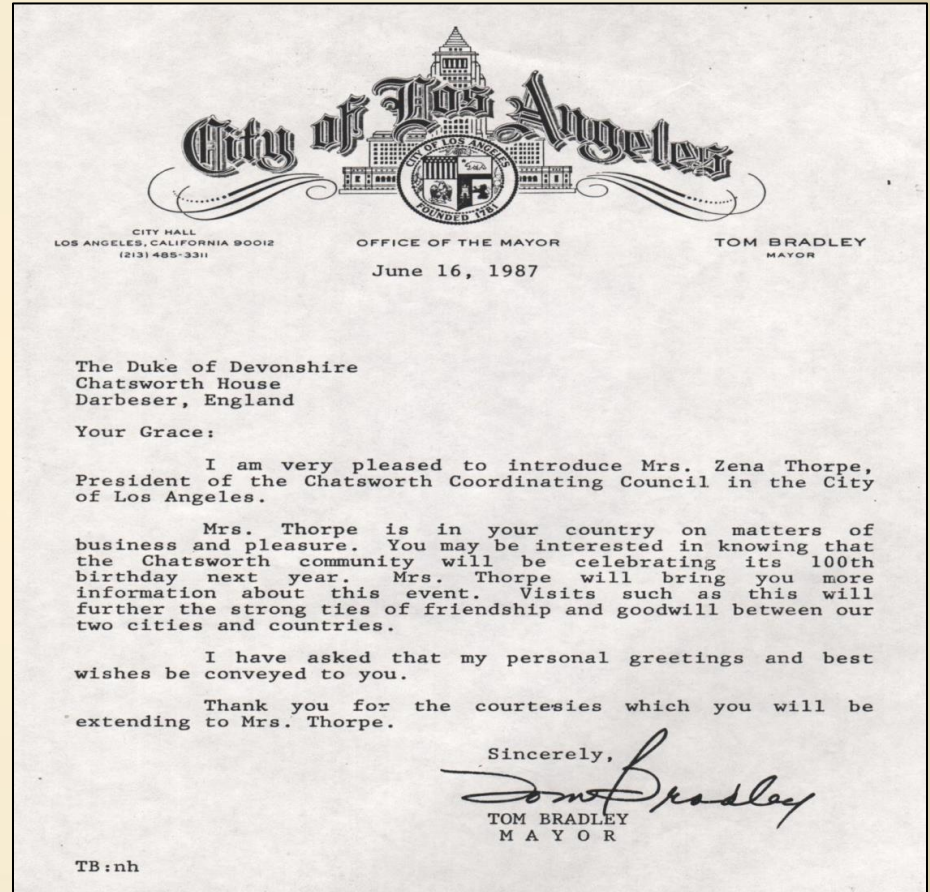 City of Los Angeles
CITY OF LOS ANGELES
FOUNDED 1781
CITY HALL
LOS ANGELES, CALIFORNIA 90012
(213) 485-3311
OFFICE OF THE MAYOR
TOM BRADLEY
MAYOR
June 16, 1987
The Duke of Devonshire
Chatsworth House
Darbeser, England
Your Grace:
I am very pleased to introduce Mrs. Zena Thorpe,
President of the Chatsworth Coordinating Council in the City
of Los Angeles.
Mrs. Thorpe is in your country on matters of
business and pleasure. You may be interested in knowing that
the Chatsworth community will be celebrating its 100th
birthday next year. Mrs. Thorpe will bring you more
information about this event. Visits such as this will
further the strong ties of friendship and goodwill between our
two cities and countries.
I have asked that my personal greetings and best
wishes be conveyed to you.
Thank you for the courtesies which you will be
extending to Mrs. Thorpe.
Sincerely,
Tom Bradley
TOM BRADLEY
M A Y O R
TB:nh